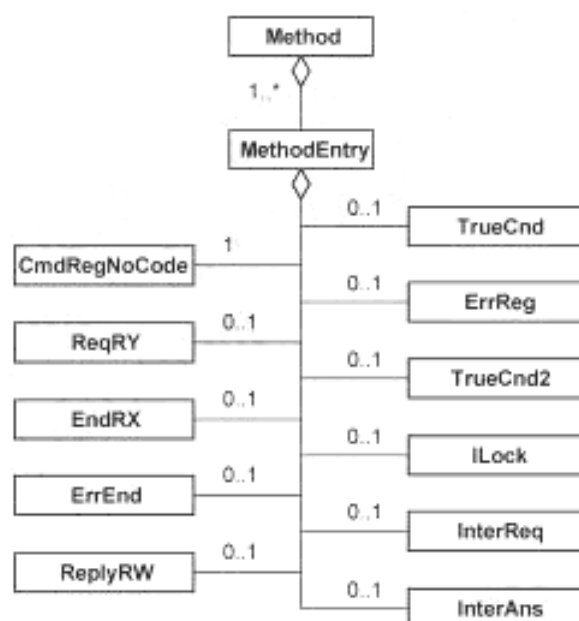 Method
1..*
MethodEntry
0..1
TrueCnd
1
CmdRegNoCode
0..1
ErrReg
0..1
ReqRY
0..1
TrueCnd2
0..1
EndRX
0..1
ILock
0..1
ErrEnd
0..1
InterReq
0..1
ReplyRW
0..1
InterAns